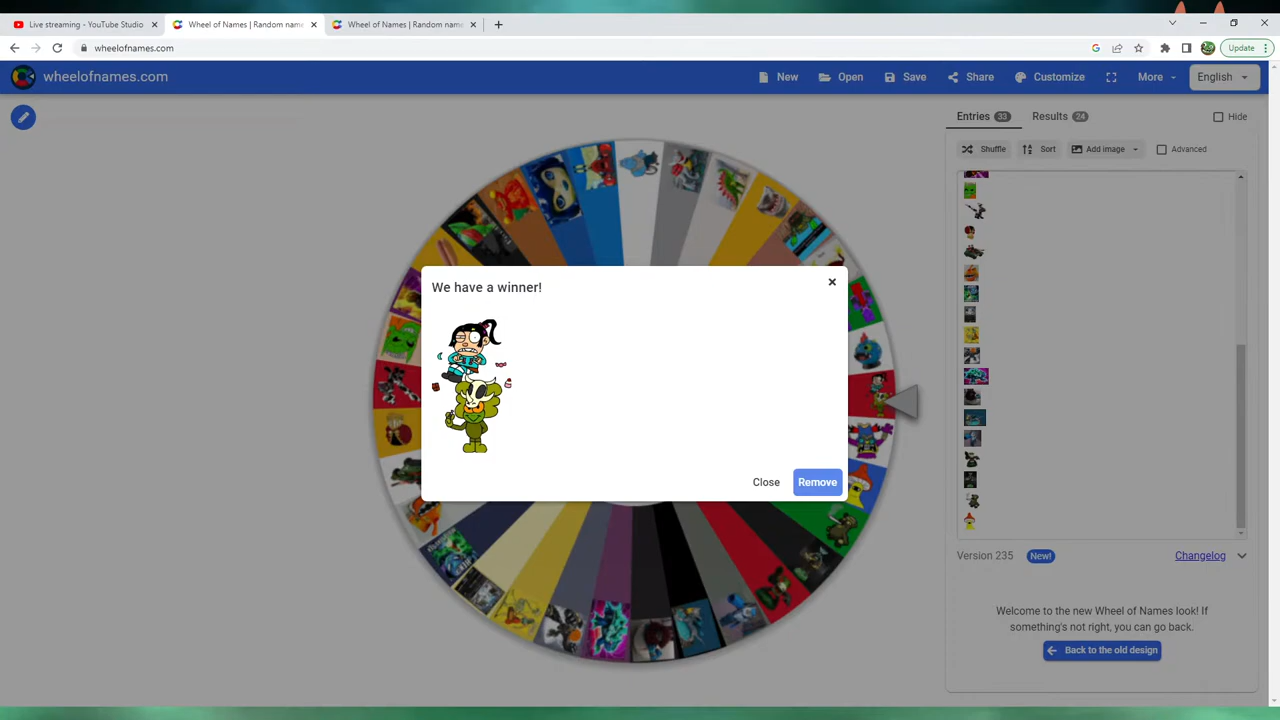 Live streaming - YouTube Studio
Wheel of Names | Random name
Wheel of Names | Random name
wheelofnames.com
Update
wheelofnames.com
New
Open
Save
Share
Customize
More
English
Entries 33
Results 24
Hide
Shuffle
Sort
Add image
Advanced
We have a winner!
Close
Remove
Version 235
New!
Changelog
Welcome to the new Wheel of Names look! If
something's not right, you can go back.
Back to the old design